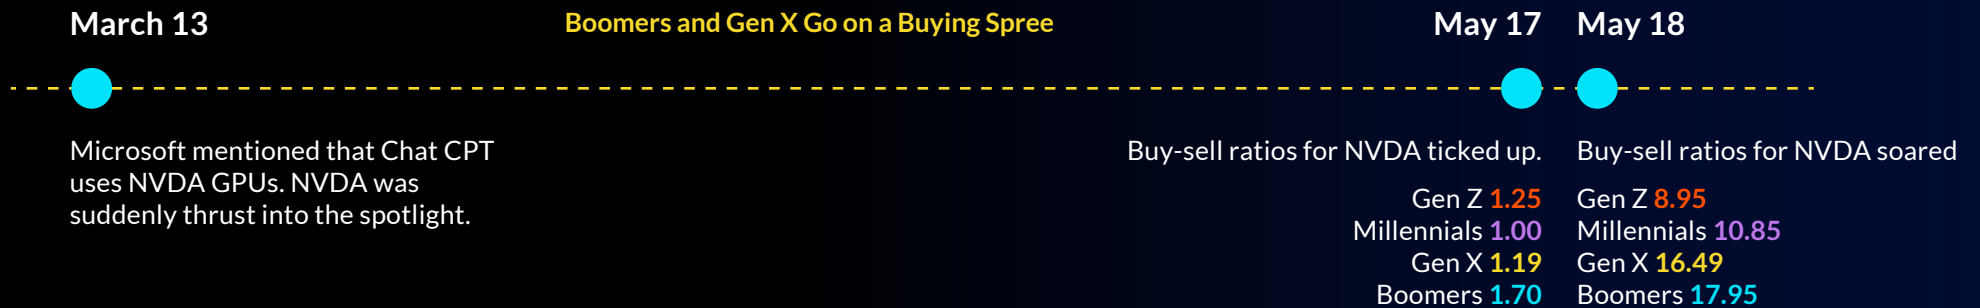 March 13
Boomers and Gen X Go on a Buying Spree
May 17
May 18
Microsoft mentioned that Chat CPT
uses NVDA GPUs. NVDA was
suddenly thrust into the spotlight.
Buy-sell ratios for NVDA ticked up.
Gen Z 1.25
Millennials 1.00
Gen X 1.19
Boomers 1.70
Buy-sell ratios for NVDA soared
Gen Z 8.95
Millennials 10.85
Gen X 16.49
Boomers 17.95